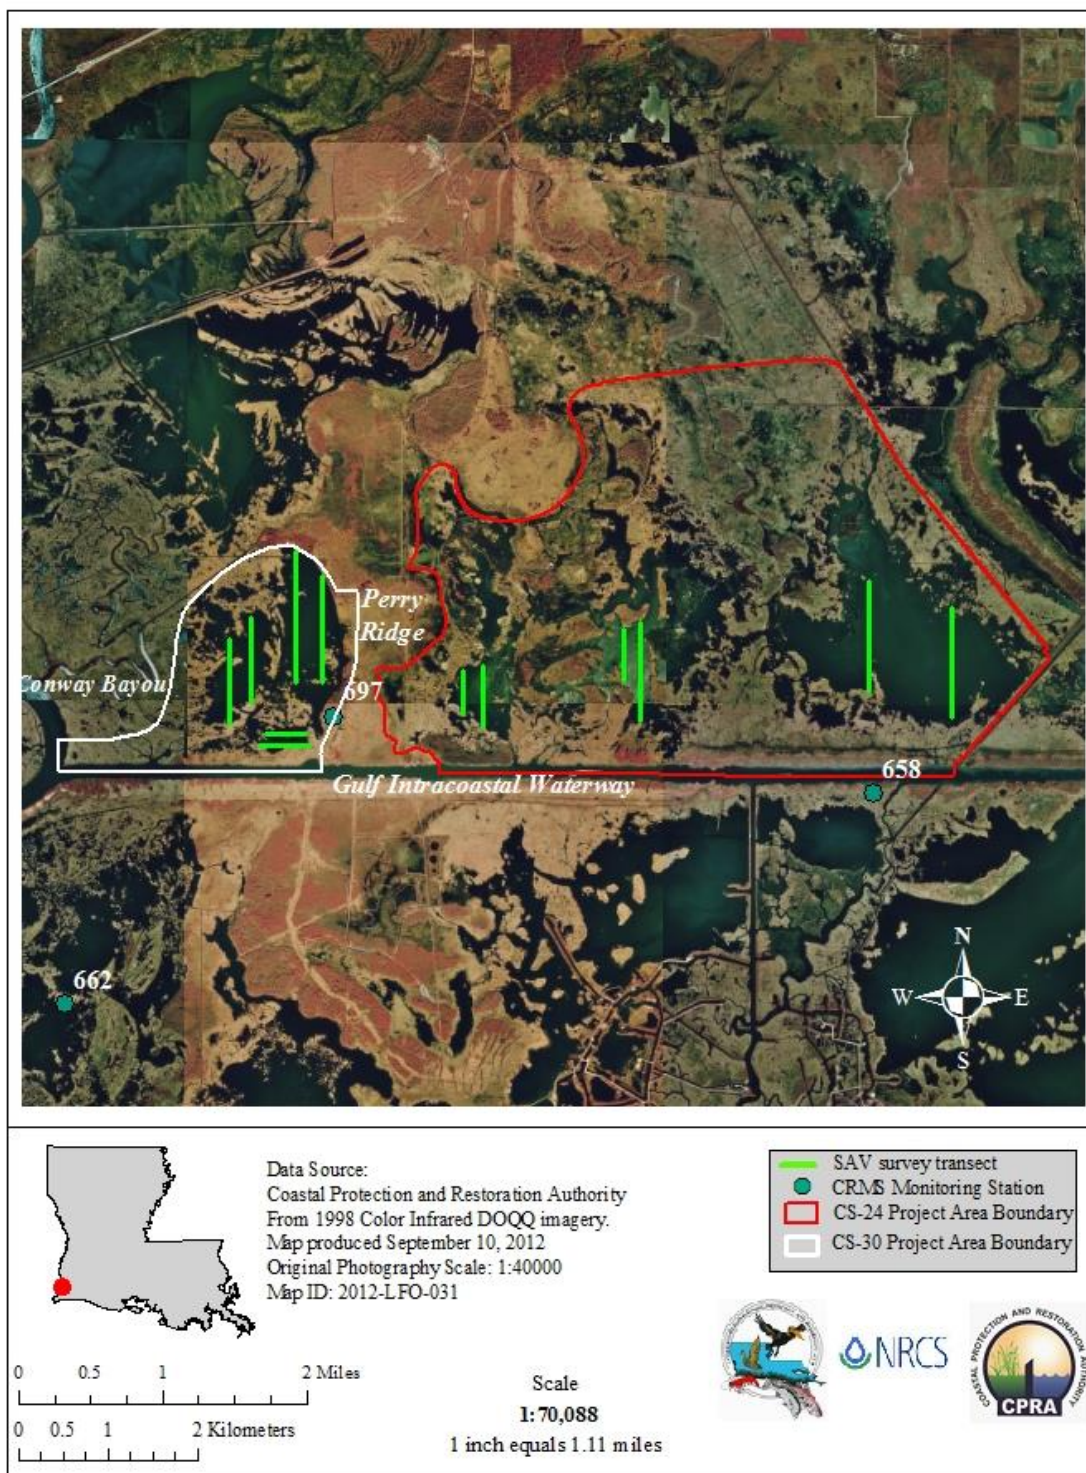 Perry
Ridge
Conway Bayou
697
Gulf Intracoastal Waterway
658
662
N
W
E
S
Data Source:
Coastal Protection and Restoration Authority
From 1998 Color Infrared DOQQ imagery.
Map produced September 10, 2012
Original Photography Scale: 1:40000
Map ID: 2012-LFO-031
SAV survey transect
CRMS Monitoring Station
CS-24 Project Area Boundary
CS-30 Project Area Boundary
0 0.5 1 2 Miles
0 0.5 1 2 Kilometers
Scale
1:70,088
1 inch equals 1.11 miles
NRCS
COASTAL PROTECTION AND RESTORATION AUTHORITY
CPRA